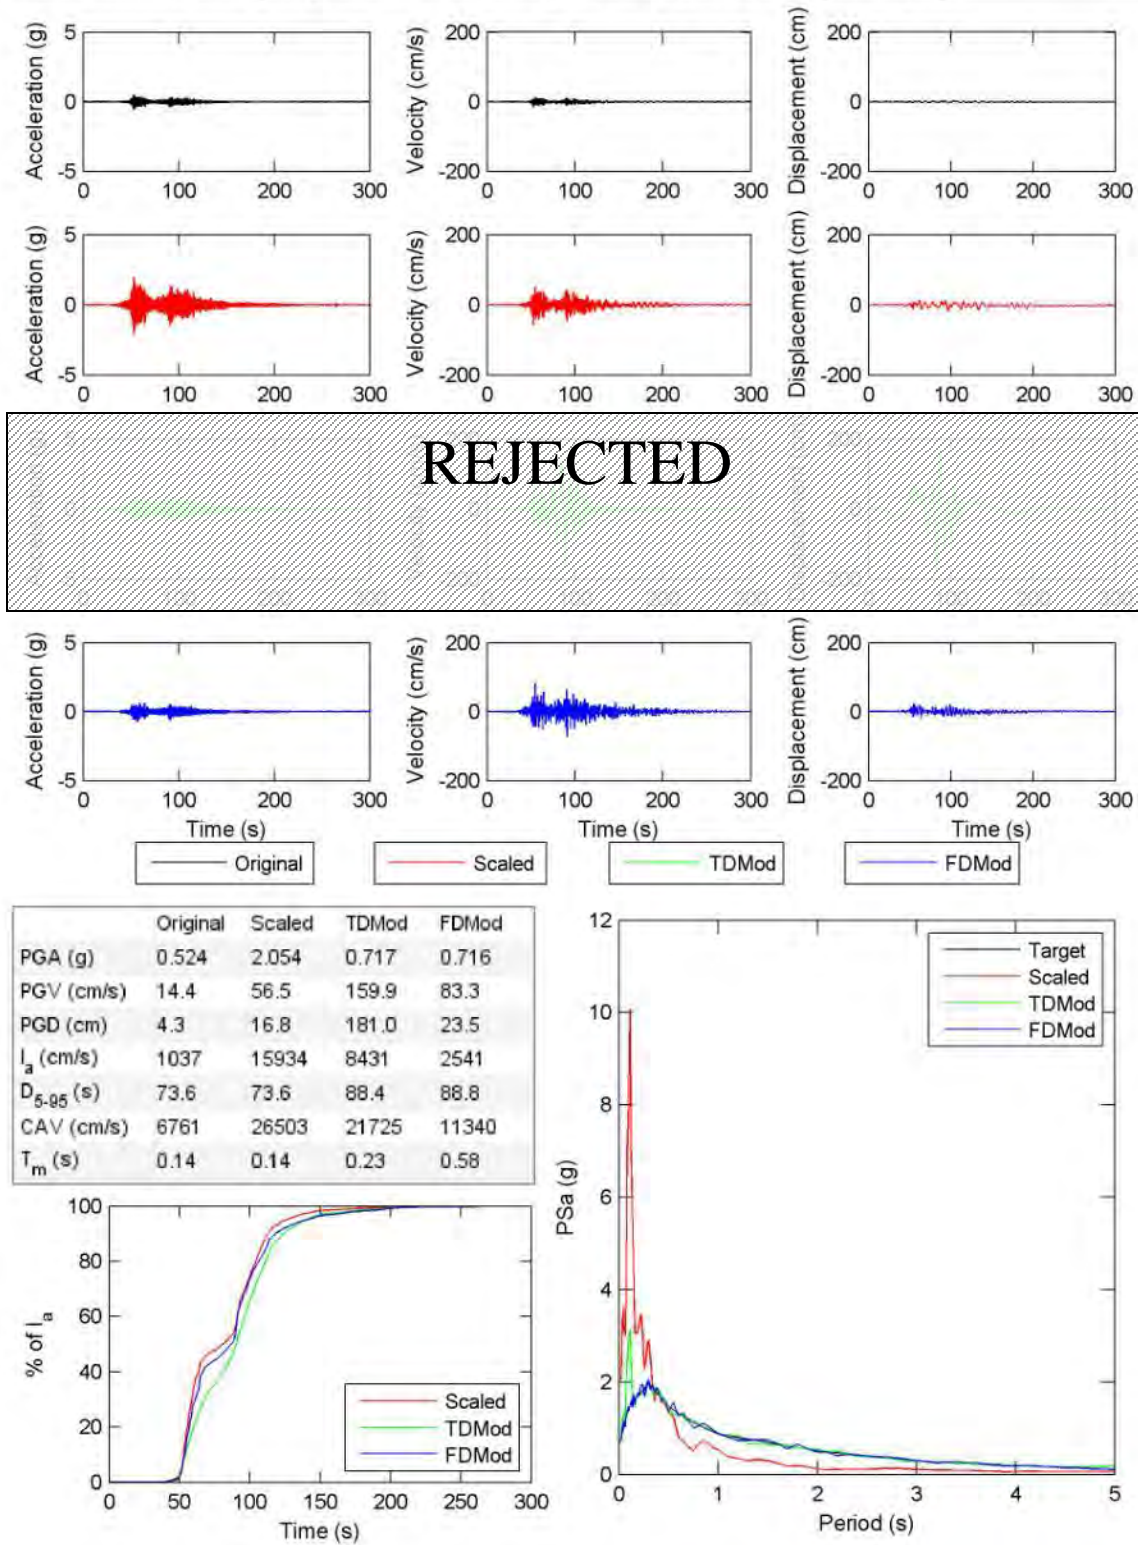 Acceleration (g)
5
0
-5
0 100 200 300
Velocity (cm/s)
200
0
-200
0 100 200 300
Displacement (cm)
200
0
-200
0 100 200 300
Acceleration (g)
5
0
-5
0 100 200 300
Velocity (cm/s)
200
0
-200
0 100 200 300
Displacement (cm)
200
0
-200
0 100 200 300
REJECTED
Acceleration (g)
5
0
-5
0 100 200 300
Time (s)
Velocity (cm/s)
200
0
-200
0 100 200 300
Time (s)
Displacement (cm)
200
0
-200
0 100 200 300
Time (s)
Original
Scaled
TDMod
FDMod
Original Scaled TDMod FDMod
PGA (g) 0.524 2.054 0.717 0.716
PGV (cm/s) 14.4 56.5 159.9 83.3
PGD (cm) 4.3 16.8 181.0 23.5
Ia (cm/s) 1037 15934 8431 2541
D5-95 (s) 73.6 73.6 88.4 88.8
CAV (cm/s) 6761 26503 21725 11340
Tm (s) 0.14 0.14 0.23 0.58
% of Ia
100
80
60
40
20
0
0 50 100 150 200 250 300
Time (s)
Scaled
TDMod
FDMod
PSa (g)
12
10
8
6
4
2
0
0 1 2 3 4 5
Period (s)
Target
Scaled
TDMod
FDMod